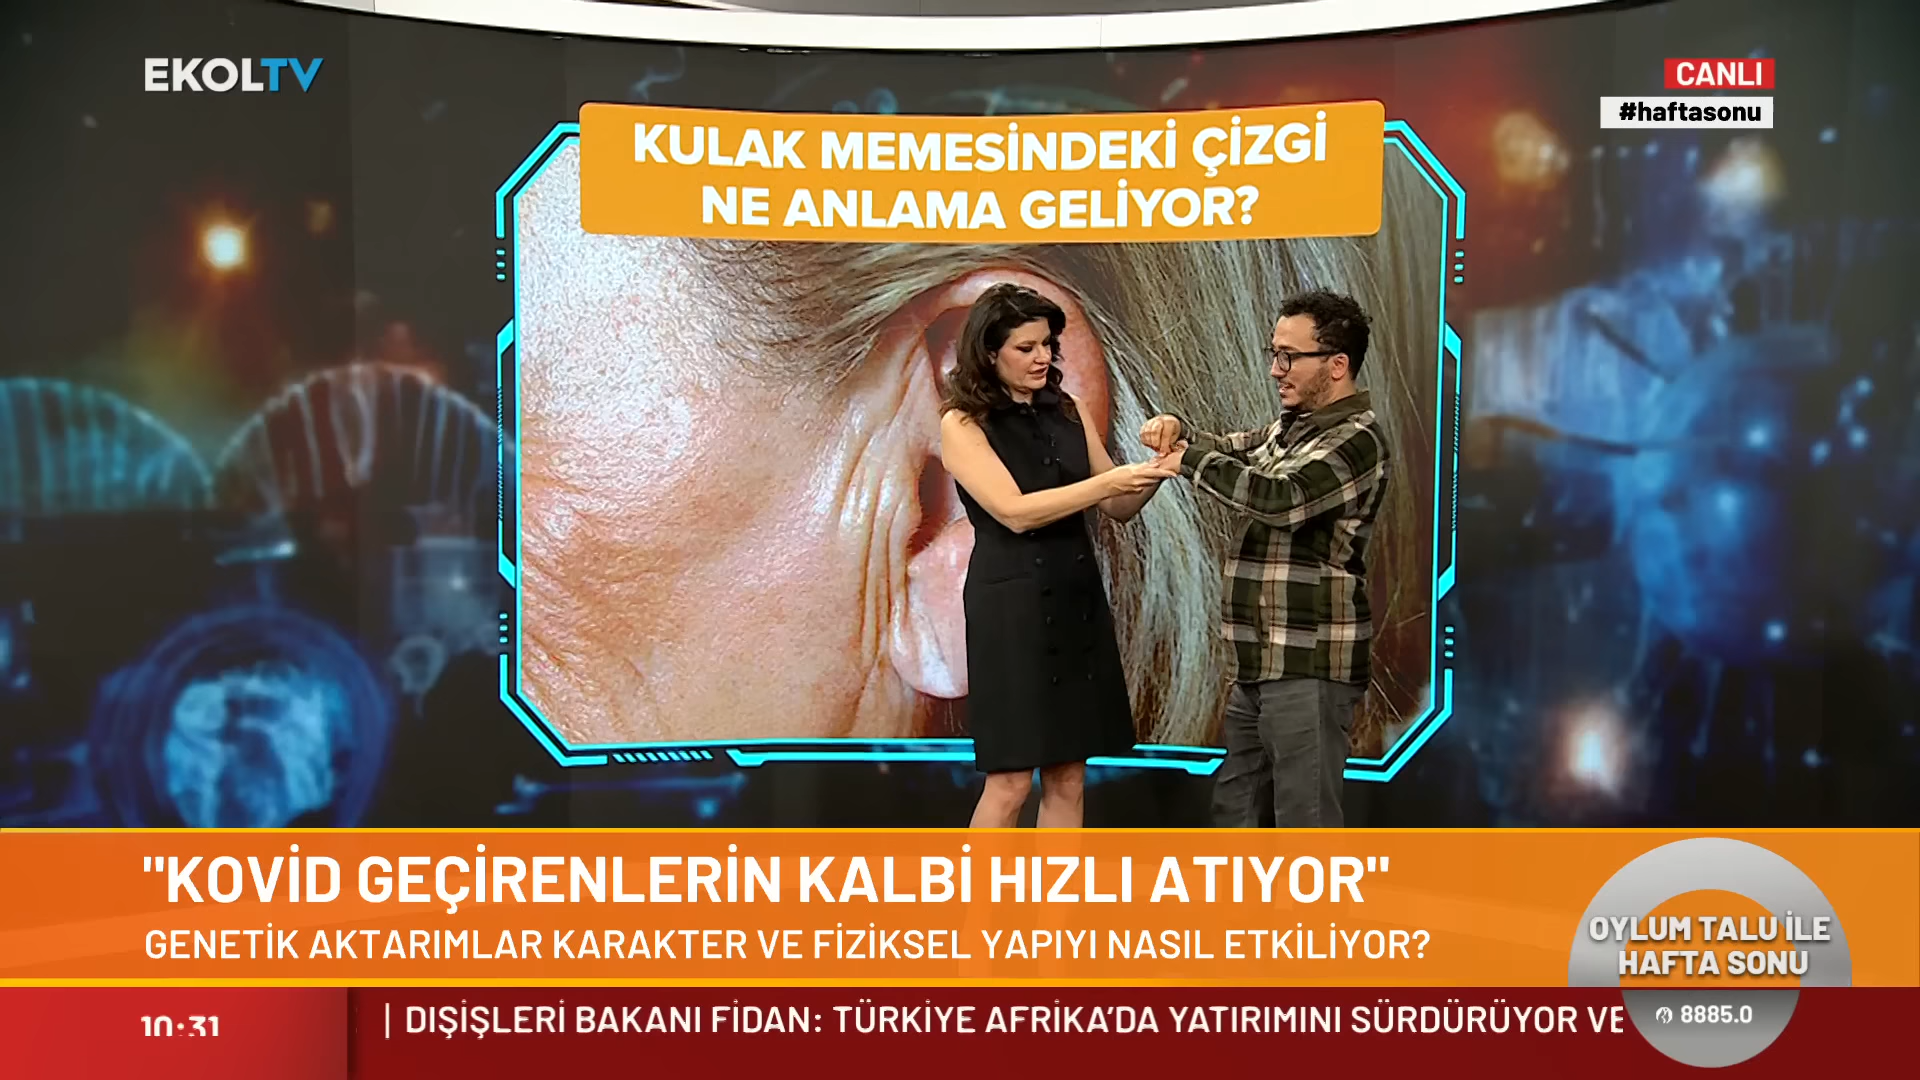 EKOLTV
CANLI
#haftasonu
KULAK MEMESİNDEKİ ÇİZGİ
NE ANLAMA GELİYOR?
"KOVİD GEÇİRENLERİN KALBİ HIZLI ATIYOR"
GENETİK AKTARIMLAR KARAKTER VE FİZİKSEL YAPIYI NASIL ETKİLİYOR?
OYLUM TALU İLE
HAFTA SONU
10:31
| DIŞİŞLERİ BAKANI FİDAN: TÜRKİYE AFRİKA'DA YATIRIMINI SÜRDÜRÜYOR VE
8885.0